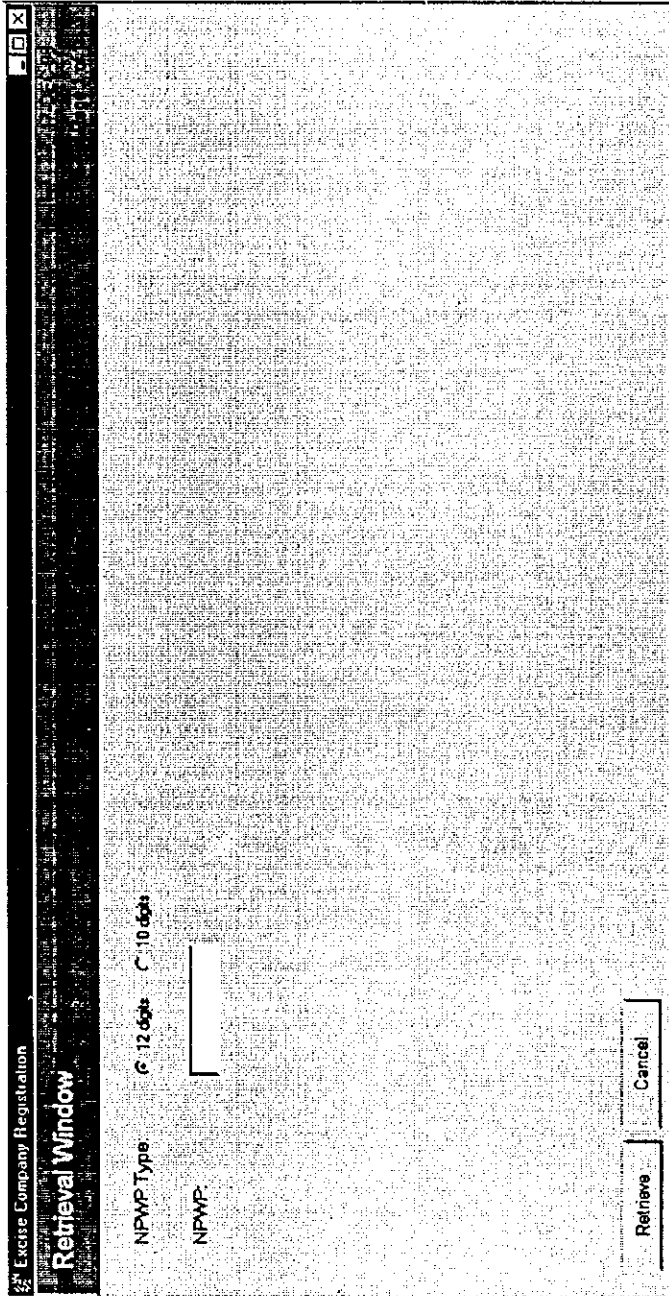 Excise Company Registration
Retrieval Window
NPWP Type 12 digits 10 digits
NPWP:
Retrieve Cancel